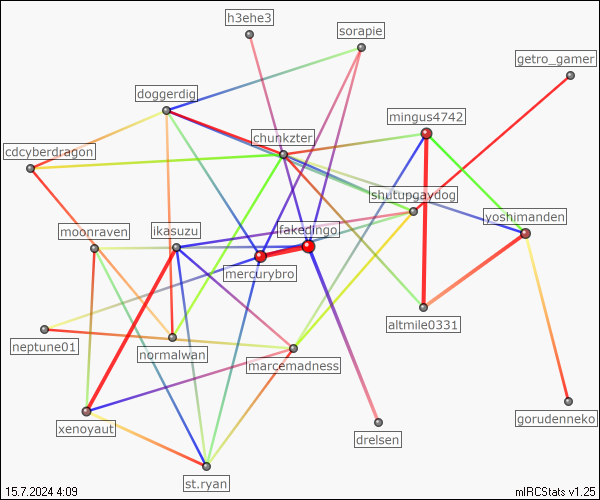 h3ehe3
sorapie
getro_gamer
doggerdig
mingus4742
chunkzter
cdcyberdragon
shutupgaydog
yoshimanden
moonraven
ikasuzu
fakedingo
mercurybro
altmile0331
neptune01
normalwan
marcemadness
gorudenneko
xenoyaut
drelsen
st.ryan
15.7.2024 4:09
mIRCStats v1.25